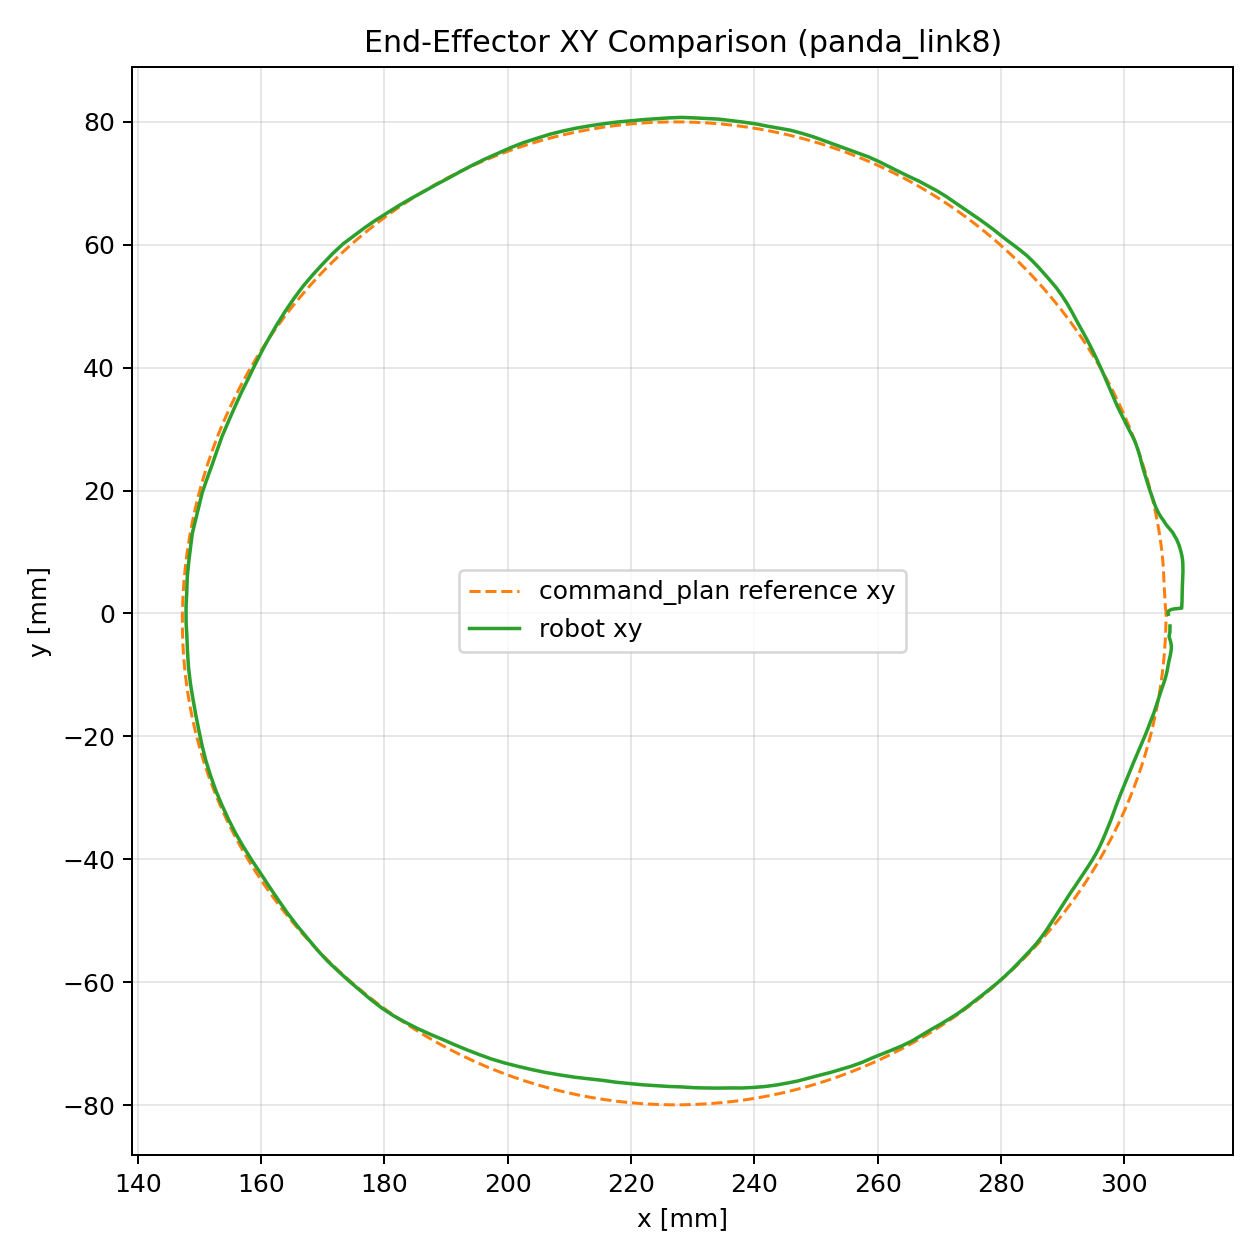 End-Effector XY Comparison (panda_link8)
y [mm]
80
60
40
20
0
−20
−40
−60
−80
command_plan reference xy
robot xy
140 160 180 200 220 240 260 280 300
x [mm]